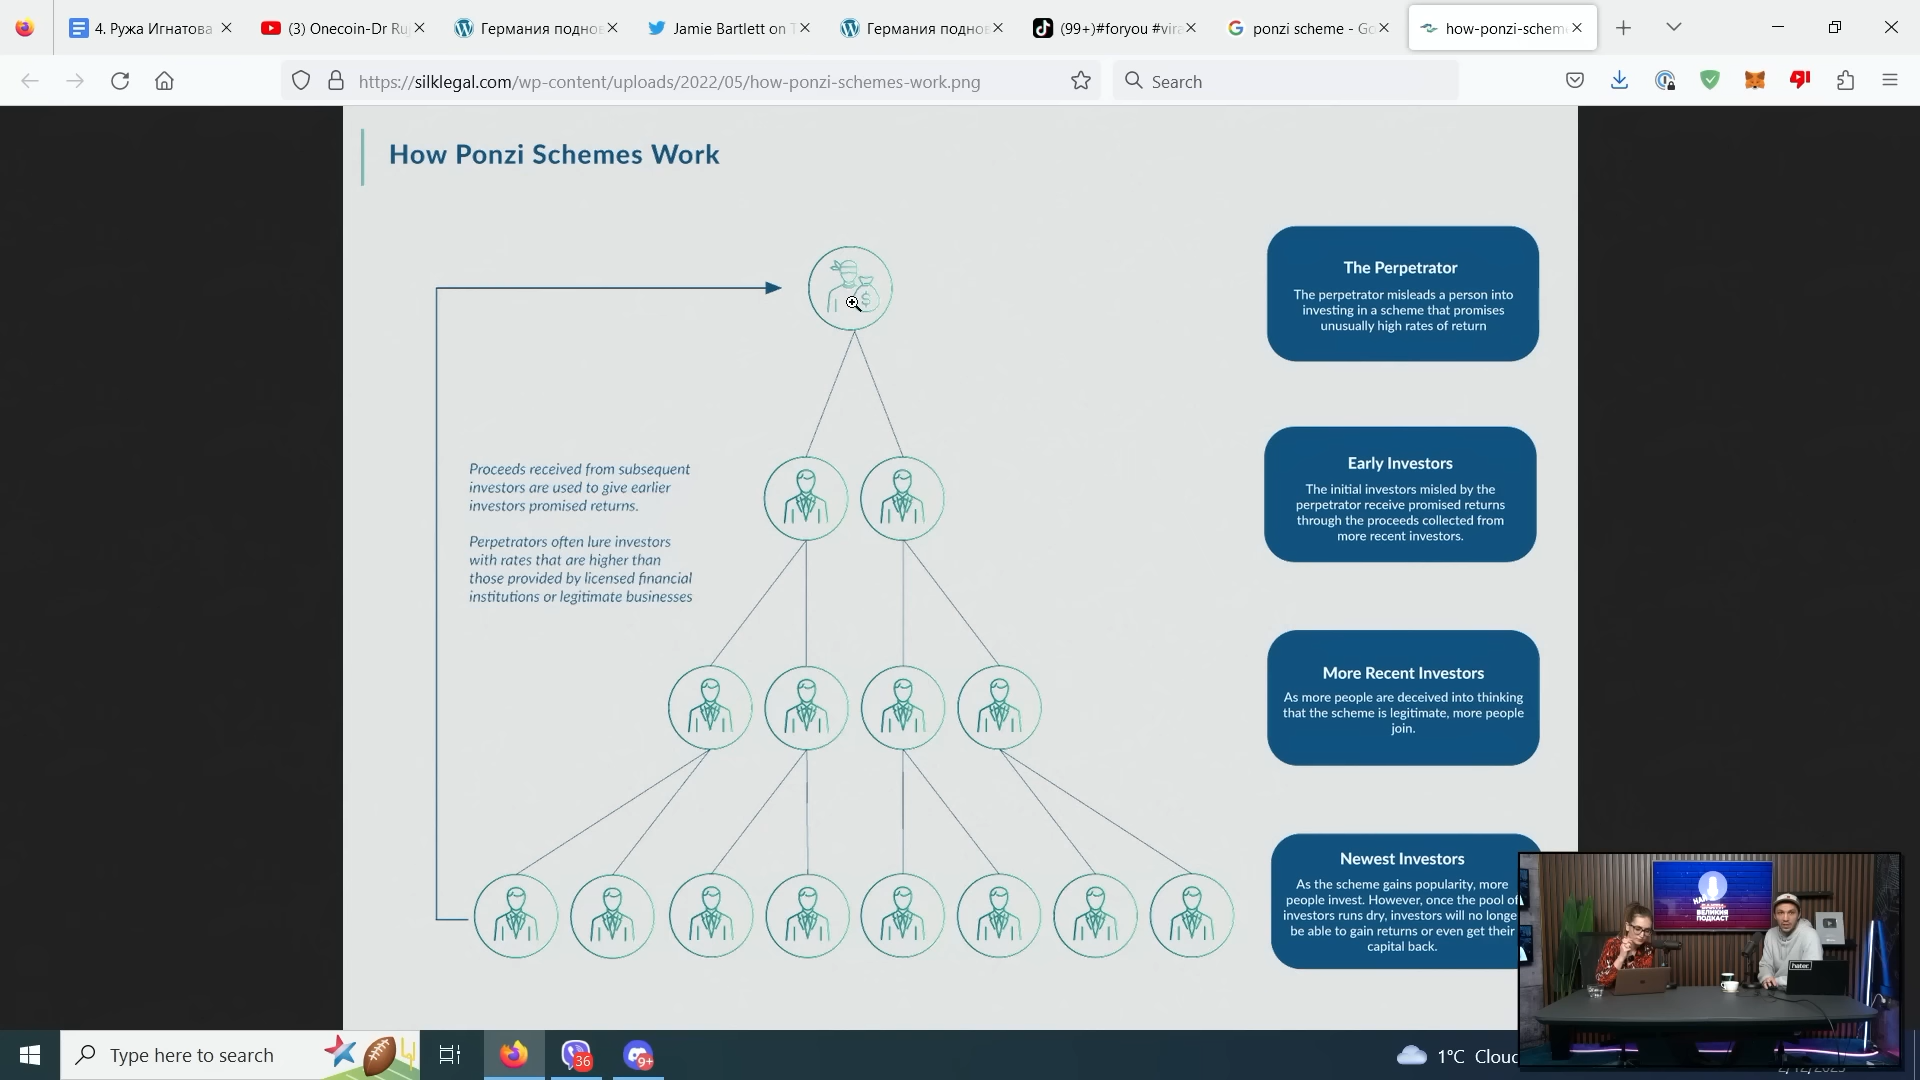 4. Ружа Игнатова
(3) Onecoin-Dr Ru
Германия поднов
Jamie Bartlett on T
Германия поднов
(99+)#foryou #vira
ponzi scheme - Go
how-ponzi-schem
https://silklegal.com/wp-content/uploads/2022/05/how-ponzi-schemes-work.png
Search
How Ponzi Schemes Work
The Perpetrator
The perpetrator misleads a person into
investing in a scheme that promises
unusually high rates of return
$
Proceeds received from subsequent
investors are used to give earlier
investors promised returns.
Perpetrators often lure investors
with rates that are higher than
those provided by licensed financial
institutions or legitimate businesses
Early Investors
The initial investors misled by the
perpetrator receive promised returns
through the proceeds collected from
more recent investors.
More Recent Investors
As more people are deceived into thinking
that the scheme is legitimate, more people
join.
Newest Investors
As the scheme gains popularity, more
people invest. However, once the pool of
investors runs dry, investors will no longe
be able to gain returns or even get their
capital back.
ВЕЛИКИЯ
ПОДКАСТ
hater
Type here to search
36
9+
1°C Cloud